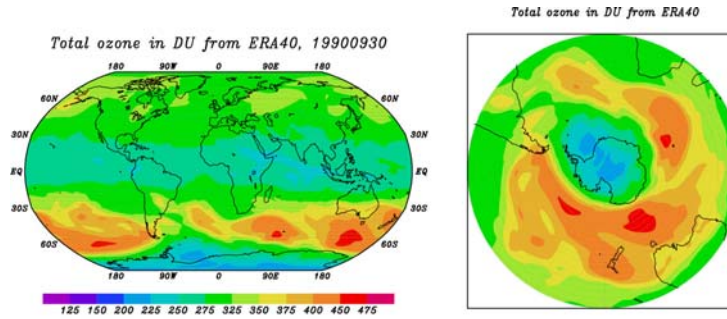 Total ozone in DU from ERA40
Total ozone in DU from ERA40, 19900930
180 90W 0 90E 180
60N 60N
30N 30N
EQ EQ
30S 30S
60S 60S
180 90W 0 90E 180
125 150 200 225 250 262 325 350 375 400 450 475